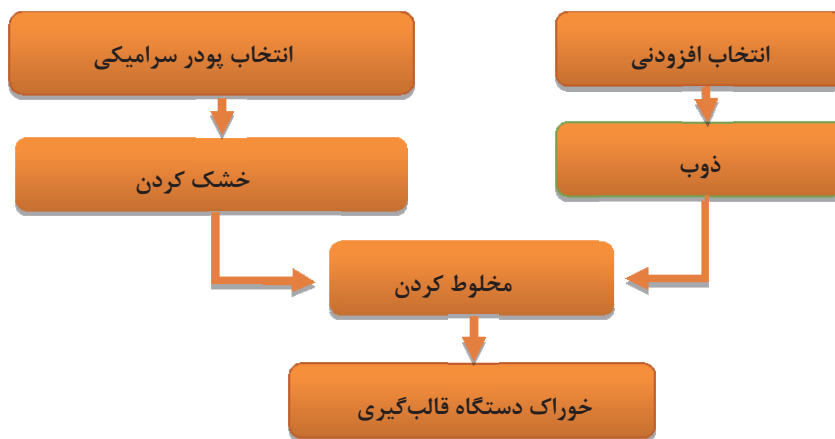 انتخاب افزودنی
انتخاب پودر سرامیکی
ذوب
خشک کردن
مخلوط کردن
خوراک دستگاه قالب‌گیری